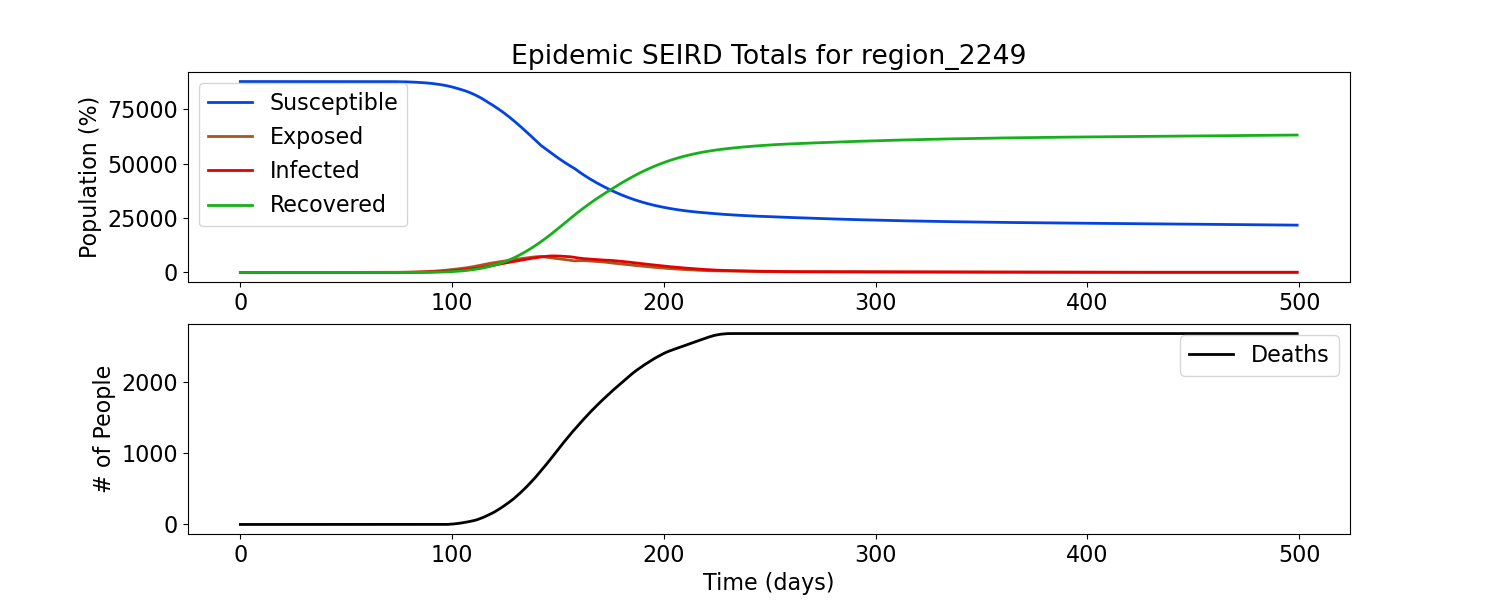 Epidemic SEIRD Totals for region_2249
Population (%)
75000
50000
25000
0
Susceptible
Exposed
Infected
Recovered
0 100 200 300 400 500
# of People
2000
1000
0
Deaths
0 100 200 300 400 500
Time (days)